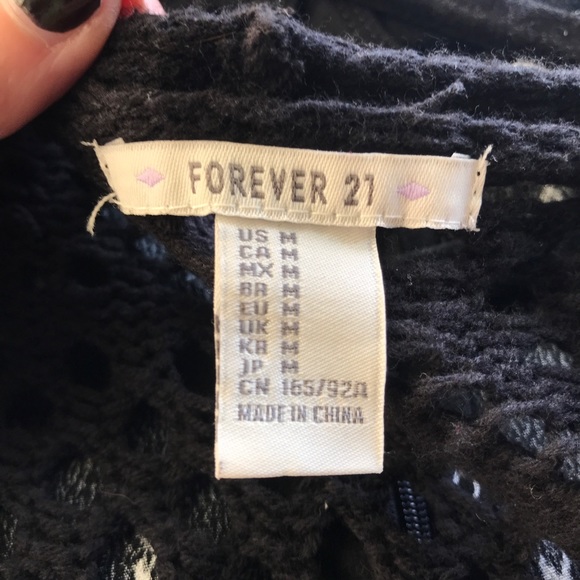 FOREVER 21
US M
CA M
MX M
BR M
EU M
UK M
KR M
JP M
CN 165/92A
MADE IN CHINA